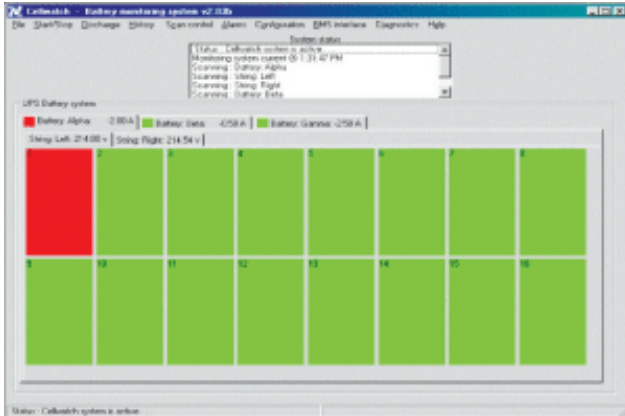 Cellwatch - Battery monitoring system v2.03b
File Start/Stop Discharge History Scan control Alarms Configuration BMS interface Diagnostics Help
System status
Status : Cellwatch system is active
Monitoring system current @ 1:31:47 PM
Scanning : Battery: Alpha
Scanning : String: Left
Scanning : String: Right
Scanning : Battery: Beta
UPS Battery system
Battery: Alpha: -2.00 A Battery: Beta: -0.50 A Battery: Gamma: -2.50 A
String: Left: 214.00 v String: Right: 214.54 v
1 2 3 4 5 6 7 8
9 10 11 12 13 14 15 16
Status : Cellwatch system is active